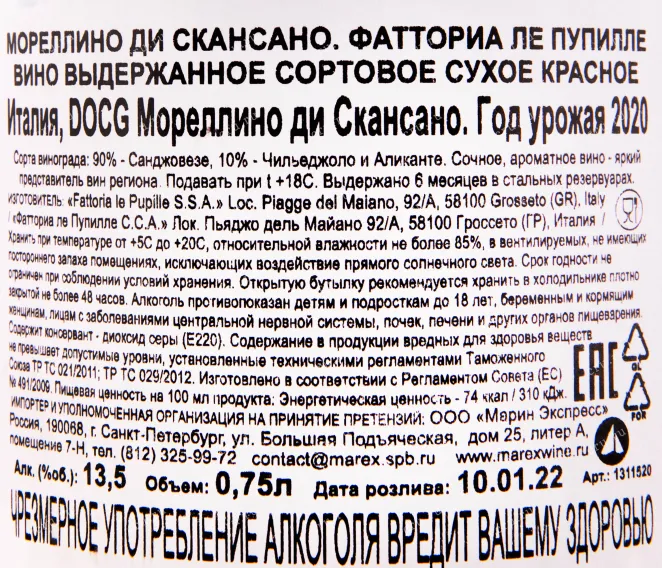 МОРЕЛЛИНО ДИ СКАНСАНО. ФАТТОРИА ЛЕ ПУПИЛЛЕ
ВИНО ВЫДЕРЖАННОЕ СОРТОВОЕ СУХОЕ КРАСНОЕ
Италия, DOCG Мореллино ди Скансано. Год урожая 2020
Сорта винограда: 90% - Санджовезе, 10% - Чильеджоло и Аликанте. Сочное, ароматное вино - яркий
представитель вин региона. Подавать при t +18С. Выдержано 6 месяцев в стальных резервуарах.
ИЗГОТОВИТЕЛЬ: «Fattoria le Pupille S.S.A.» Loc. Piagge del Maiano, 92/A, 58100 Grosseto (GR), Italy
/ «Фатториа ле Пупилле С.С.А.» Лок. Пьяджо дель Майано 92/А, 58100 Гроссето (ГР), Италия /
Хранить при температуре от +5С до +20С, относительной влажности не более 85%, в вентилируемых, не имеющих
постороннего запаха помещениях, исключающих воздействие прямого солнечного света. Срок годности не
ограничен при соблюдении условий хранения. Открытую бутылку рекомендуется хранить в холодильнике плотно
закрытой не более 48 часов. Алкоголь противопоказан детям и подросткам до 18 лет, беременным и кормящим
женщинам, лицам с заболеваниями центральной нервной системы, почек, печени и других органов пищеварения.
Содержит консервант - диоксид серы (Е220). Содержание в продукции вредных для здоровья веществ
не превышает допустимые уровни, установленные техническими регламентами Таможенного
Союза ТР ТС 021/2011; ТР ТС 029/2012. Изготовлено в соответствии с Регламентом Совета (ЕС)
№ 491/2009. Пищевая ценность на 100 мл продукта: Энергетическая ценность - 74 ккал / 310 кДж.
ИМПОРТЕР И УПОЛНОМОЧЕННАЯ ОРГАНИЗАЦИЯ НА ПРИНЯТИЕ ПРЕТЕНЗИЙ: ООО «Марин Экспресс»
Россия, 190068, г. Санкт-Петербург, ул. Большая Подъяческая, дом 25, литер А,
помещение 7-Н, тел. (812) 325-99-72 contact@marex.spb.ru www.marexwine.ru
EAC
GL
FOR
Алк. (%об.): 13,5 Объем: 0,75л Дата розлива: 10.01.22 Арт.: 1311520
ЧРЕЗМЕРНОЕ УПОТРЕБЛЕНИЕ АЛКОГОЛЯ ВРЕДИТ ВАШЕМУ ЗДОРОВЬЮ